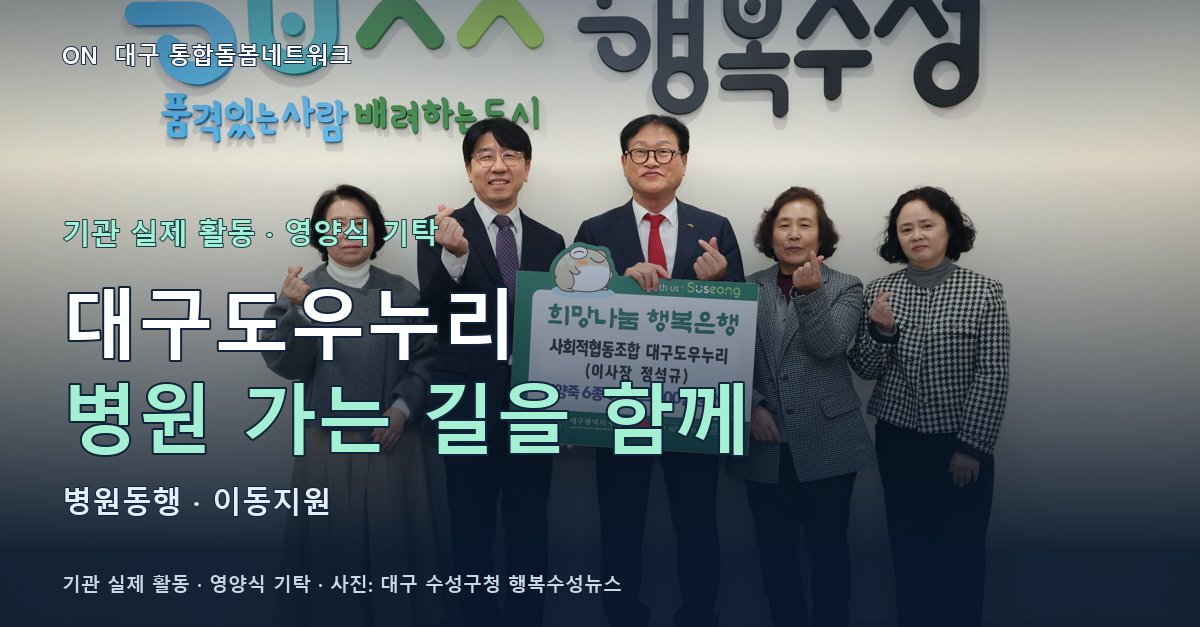 행복수성
품격있는사람 배려하는도시
ON 대구 통합돌봄네트워크
기관 실제 활동 · 영양식 기탁
대구도우누리
병원 가는 길을 함께
병원동행 · 이동지원
Suseong
희망나눔 행복은행
사회적협동조합 대구도우누리
(이사장 정석규)
기관 실제 활동 · 영양식 기탁 · 사진: 대구 수성구청 행복수성뉴스